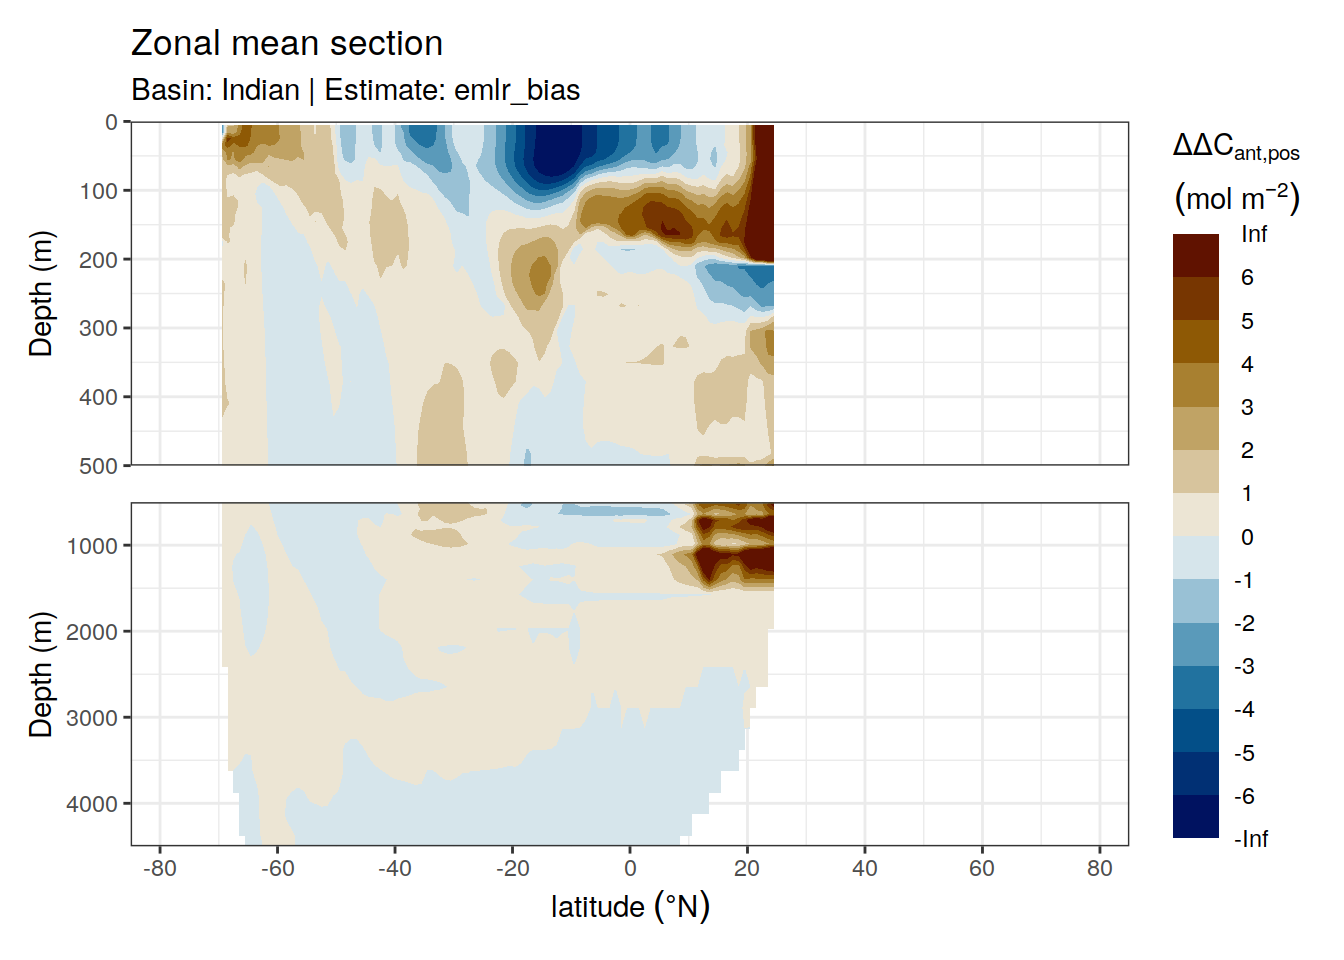 Zonal mean section
Basin: Indian | Estimate: emlr_bias
Depth (m)
0
100
200
300
400
500
Depth (m)
1000
2000
3000
4000
-80 -60 -40 -20 0 20 40 60 80
latitude (°N)
ΔΔC ant,pos
(mol m⁻²)
Inf
6
5
4
3
2
1
0
-1
-2
-3
-4
-5
-6
-Inf